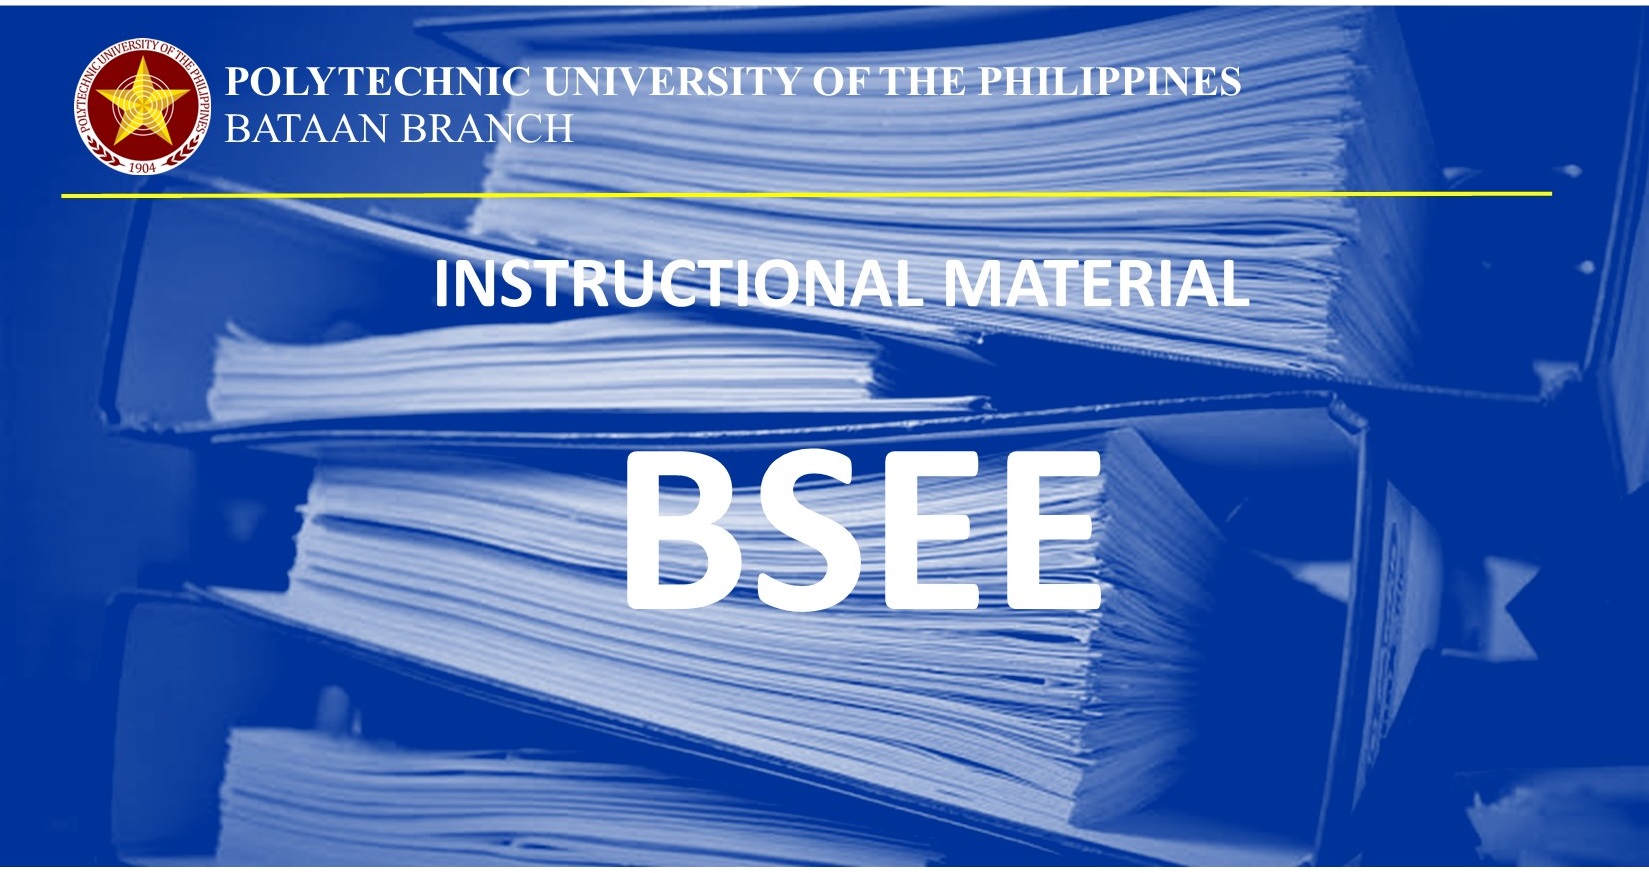 POLYTECHNIC UNIVERSITY OF THE PHILIPPINES
1904
POLYTECHNIC UNIVERSITY OF THE PHILIPPINES
BATAAN BRANCH
INSTRUCTIONAL MATERIAL
BSEE